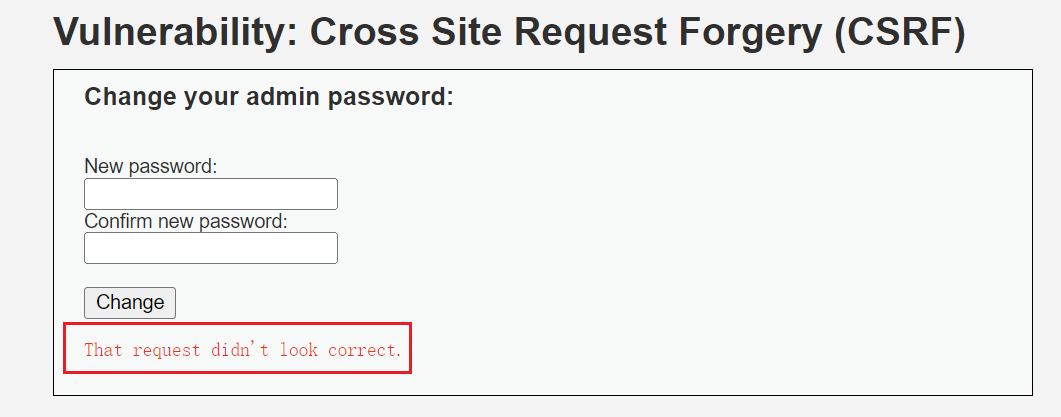 Vulnerability: Cross Site Request Forgery (CSRF)
Change your admin password:
New password:
Confirm new password:
Change
That request didn't look correct.